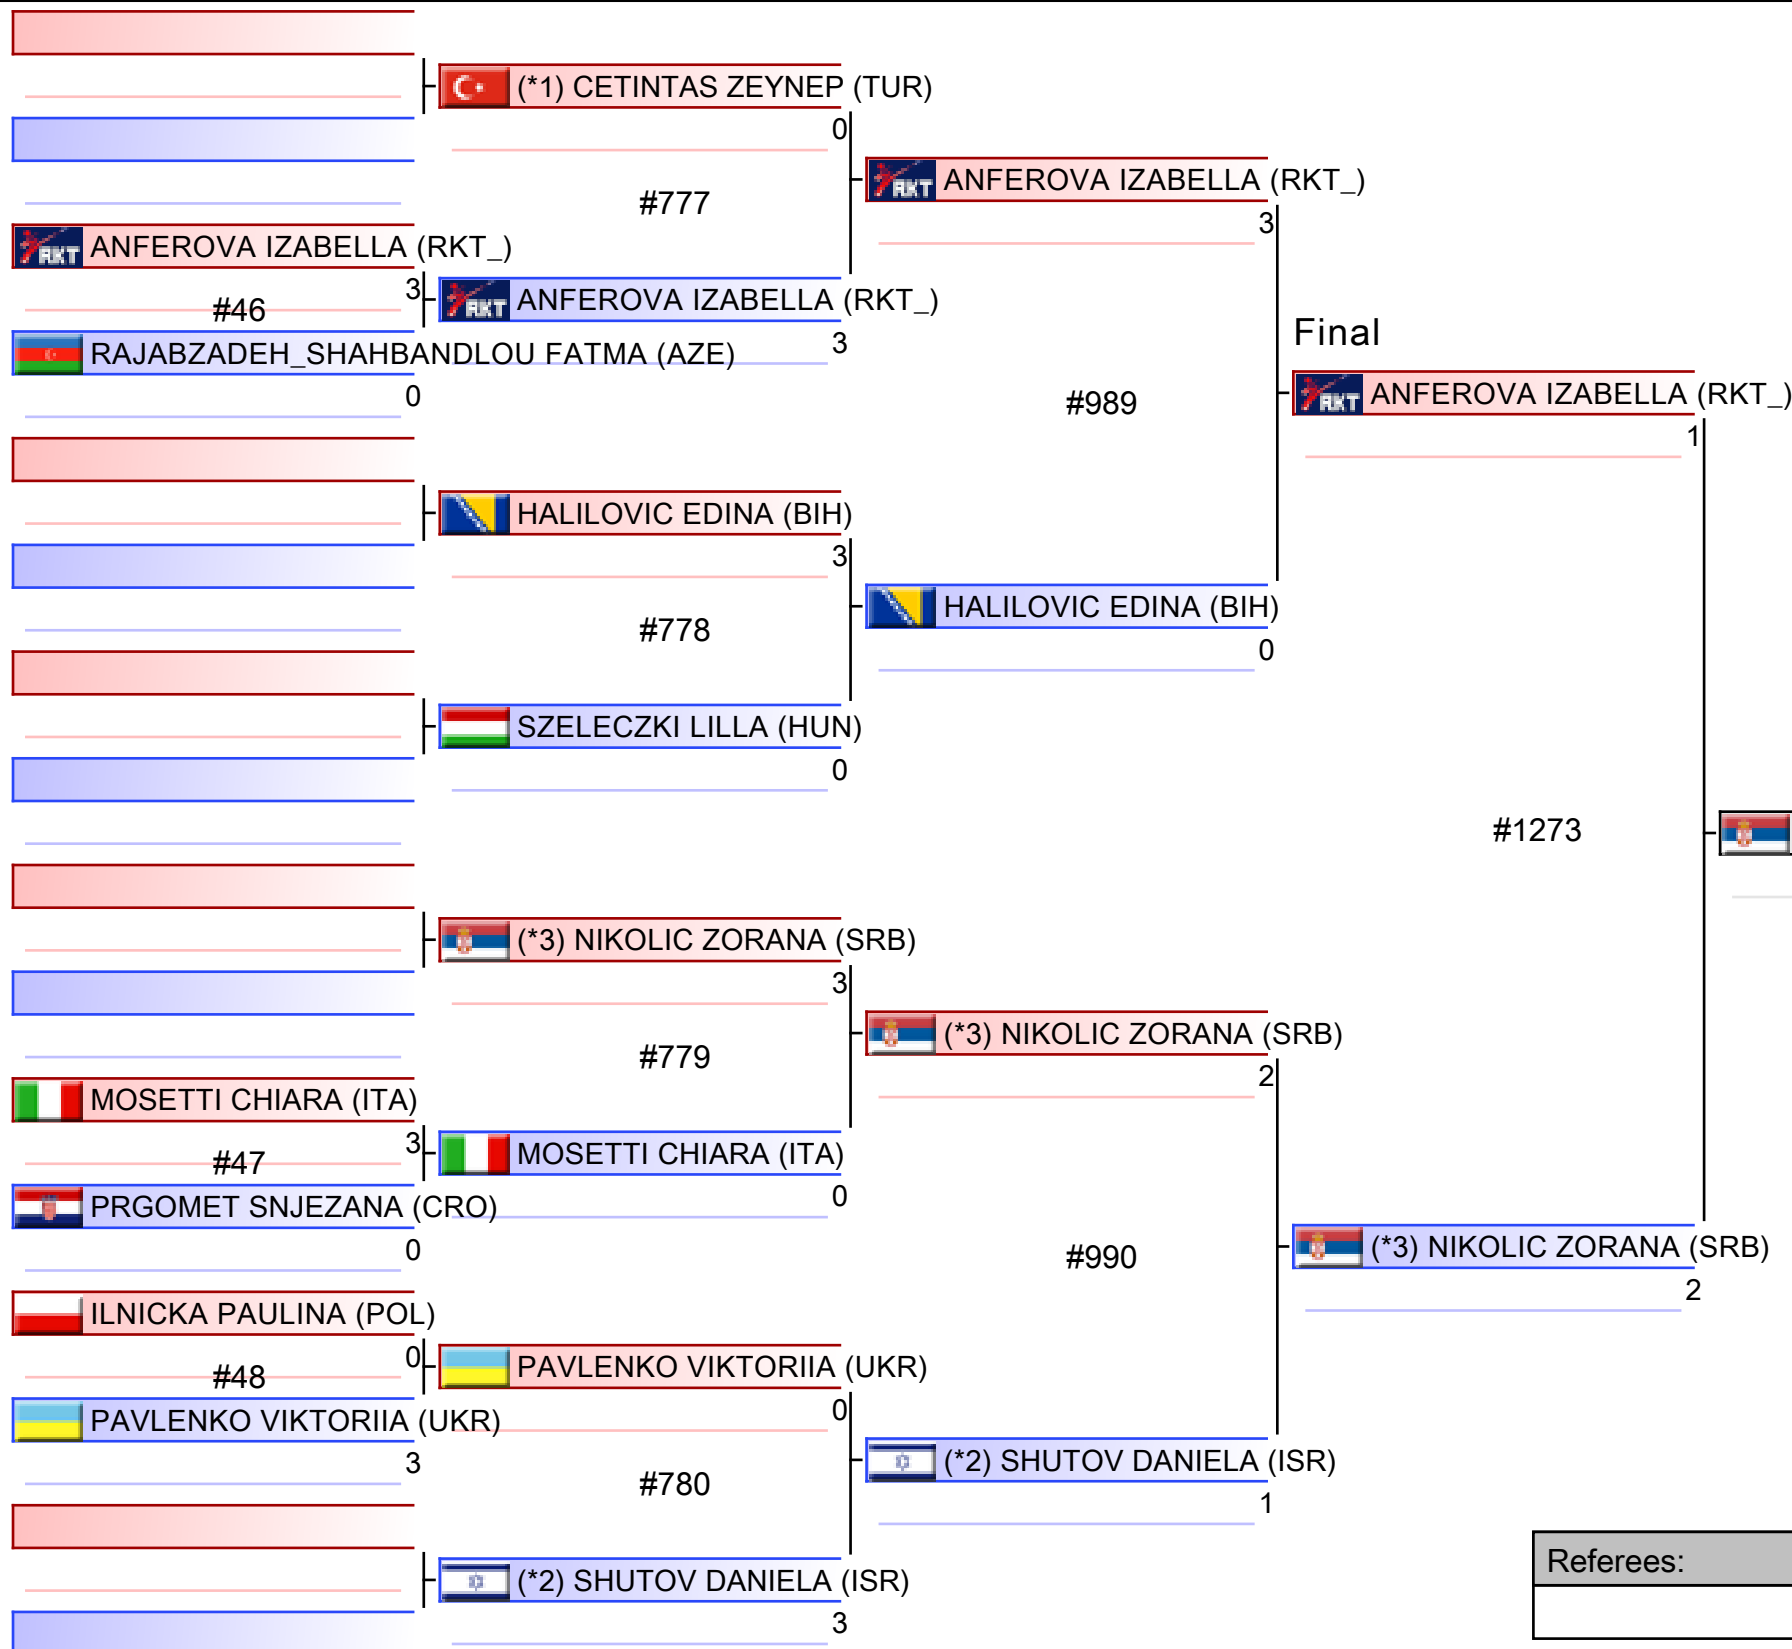 (*1) CETINTAS ZEYNEP (TUR)
0
#777
RKT ANFEROVA IZABELLA (RKT_)
3
RKT ANFEROVA IZABELLA (RKT_)
3
#46
RKT ANFEROVA IZABELLA (RKT_)
3
RAJABZADEH_SHAHBANDLOU FATMA (AZE)
0
#989
Final
RKT ANFEROVA IZABELLA (RKT_)
1
HALILOVIC EDINA (BIH)
3
#778
HALILOVIC EDINA (BIH)
0
SZELECZKI LILLA (HUN)
0
#1273
(*3) NIKOLIC ZORANA (SRB)
3
#779
(*3) NIKOLIC ZORANA (SRB)
2
MOSETTI CHIARA (ITA)
3
#47
MOSETTI CHIARA (ITA)
0
PRGOMET SNJEZANA (CRO)
0
#990
(*3) NIKOLIC ZORANA (SRB)
2
ILNICKA PAULINA (POL)
0
#48
PAVLENKO VIKTORIIA (UKR)
0
PAVLENKO VIKTORIIA (UKR)
3
#780
(*2) SHUTOV DANIELA (ISR)
1
(*2) SHUTOV DANIELA (ISR)
3
Referees: